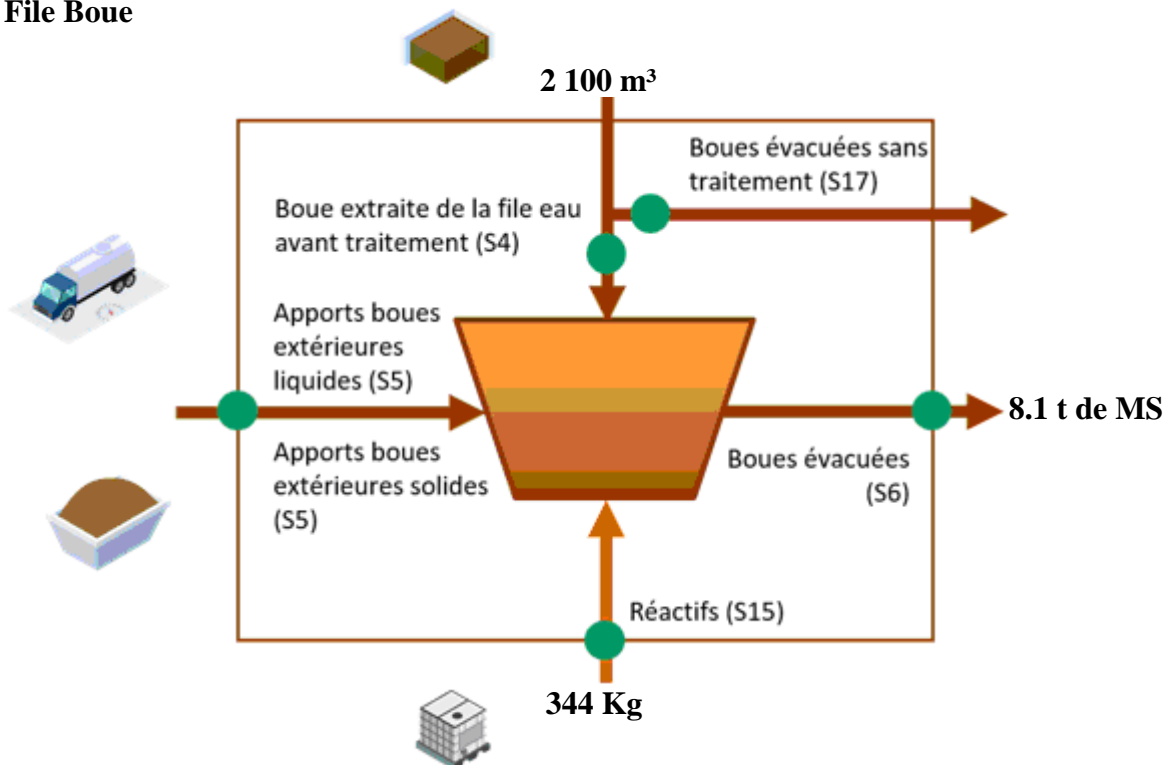 File Boue
2 100 m³
Boues évacuées sans
traitement (S17)
Boue extraite de la file eau
avant traitement (S4)
Apports boues
extérieures
liquides (S5)
8.1 t de MS
Apports boues
extérieures solides
(S5)
Boues évacuées
(S6)
Réactifs (S15)
344 Kg